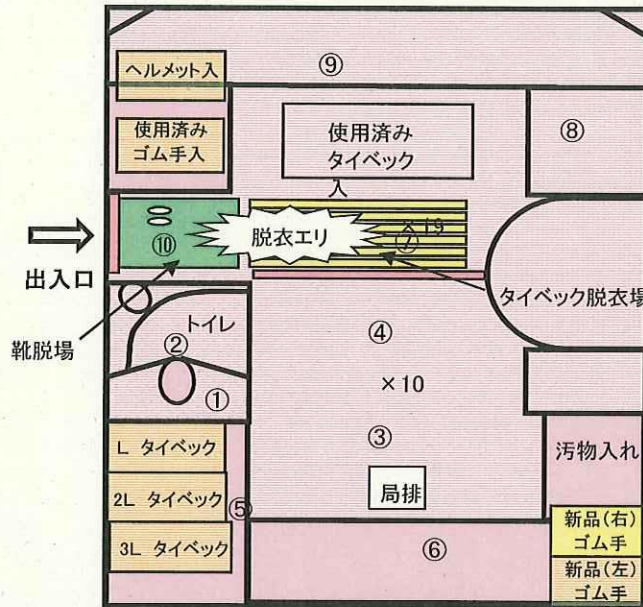 ⑨
ヘルメット入
使用済み
ゴム手入
使用済み
タイベック
入
⑧
⑩
脱衣エリ
×19
⑦
出入口
タイベック脱衣場
靴脱場
トイレ
②
①
④
×10
③
局排
L タイベック
2L タイベック
3L タイベック
⑤
⑥
汚物入れ
新品(右)
ゴム手
新品(左)
ゴム手